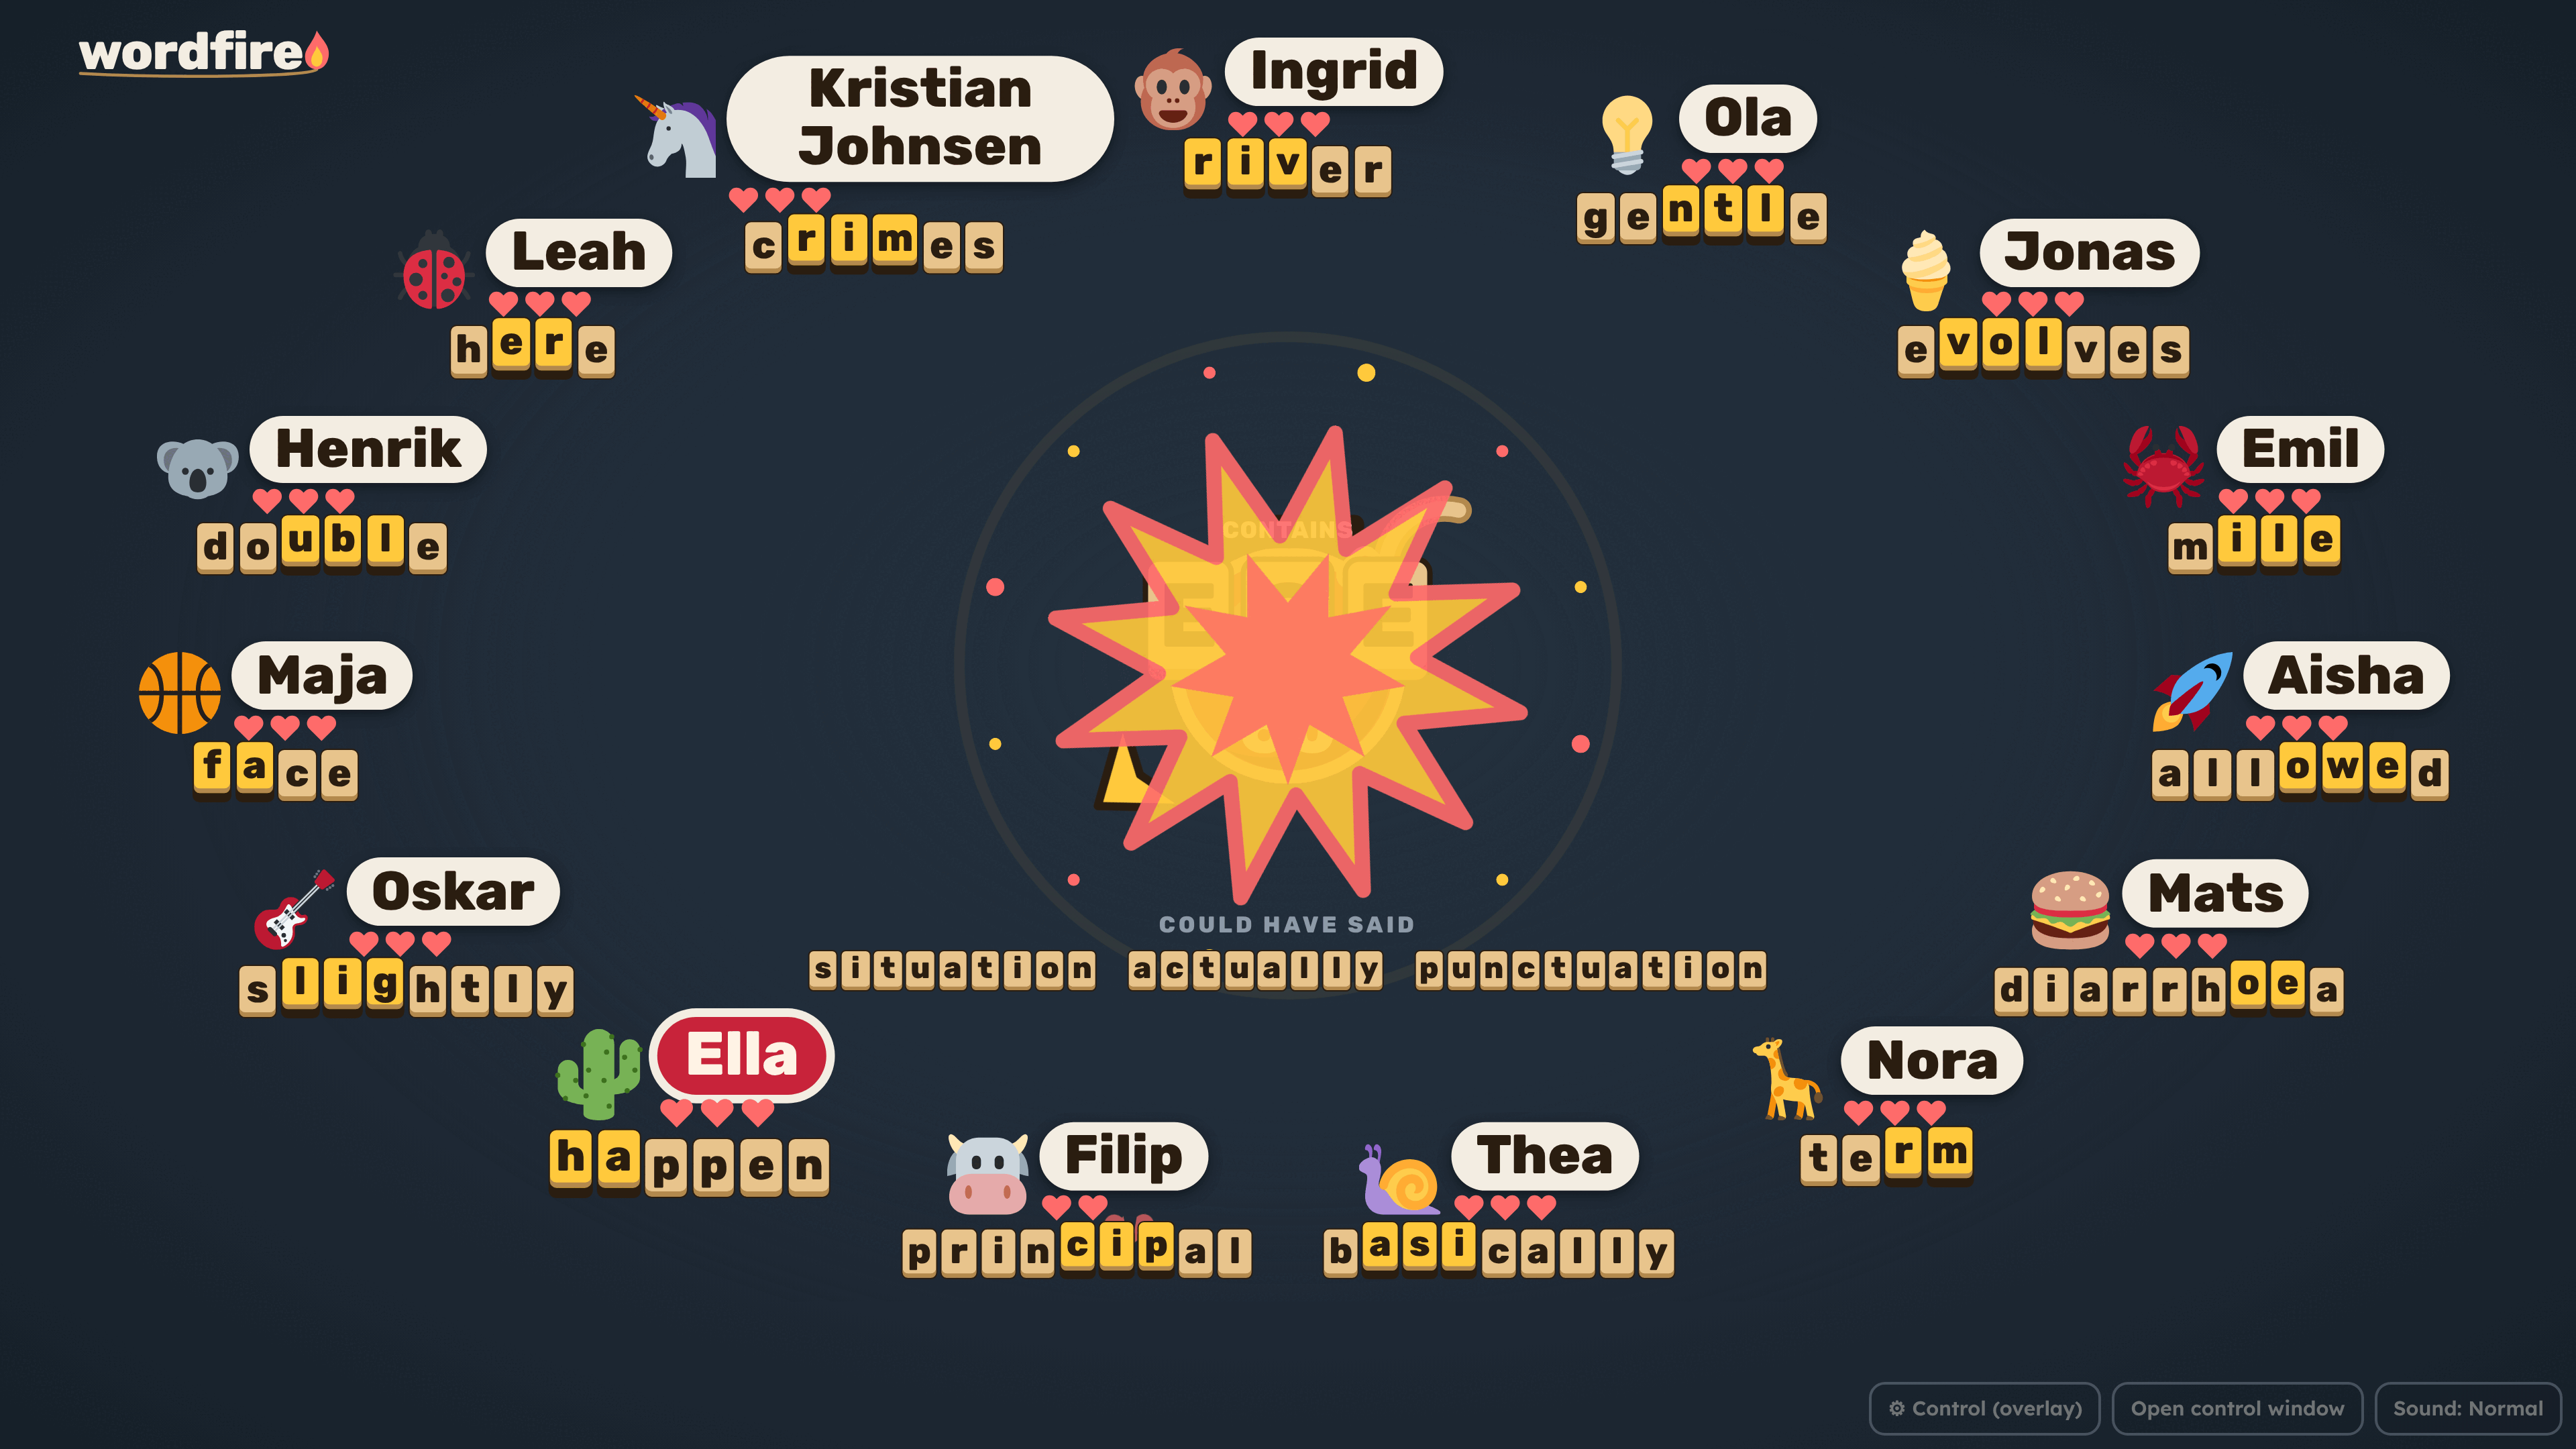 wordfire
Kristian
Johnsen
crimes
Ingrid
river
Ola
gentle
Leah
here
Jonas
evolves
Henrik
double
Emil
mile
CONTAINS
Maja
face
Aisha
allowed
Oskar
slightly
Mats
diarrhoea
COULD HAVE SAID
situation actually punctuation
Ella
happen
Nora
term
Filip
principal
Thea
basically
⚙ Control (overlay)
Open control window
Sound: Normal